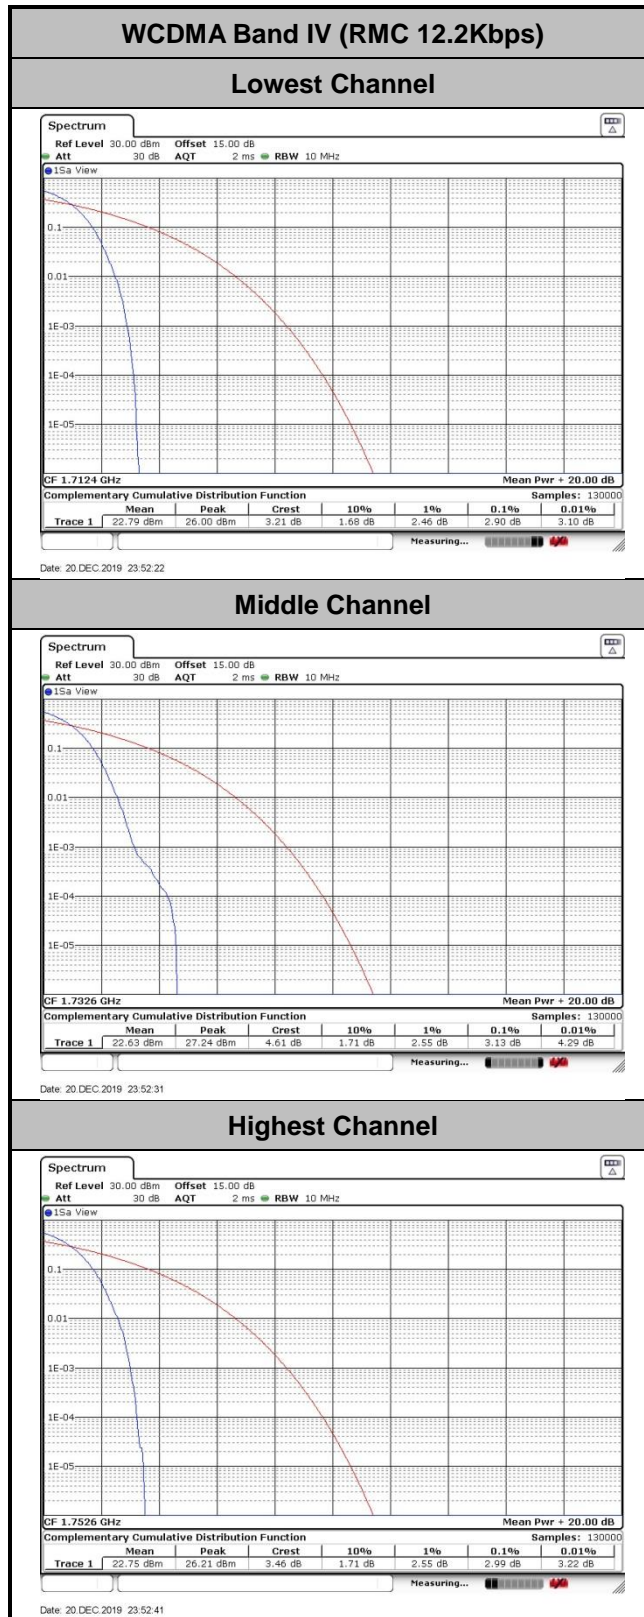 WCDMA Band IV (RMC 12.2Kbps)
Lowest Channel
Spectrum
Ref Level 30.00 dBm Offset 15.00 dB
Att 30 dB AQT 2 ms RBW 10 MHz
1Sa View
0.1
0.01
1E-03
1E-04
1E-05
CF 1.7124 GHz Mean Pwr + 20.00 dB
Complementary Cumulative Distribution Function Samples: 130000
Mean Peak Crest 10% 1% 0.1% 0.01%
Trace 1 22.79 dBm 26.00 dBm 3.21 dB 1.68 dB 2.46 dB 2.90 dB 3.10 dB
Measuring...
Date: 20.DEC.2019 23:52:22
Middle Channel
Spectrum
Ref Level 30.00 dBm Offset 15.00 dB
Att 30 dB AQT 2 ms RBW 10 MHz
1Sa View
0.1
0.01
1E-03
1E-04
1E-05
CF 1.7326 GHz Mean Pwr + 20.00 dB
Complementary Cumulative Distribution Function Samples: 130000
Mean Peak Crest 10% 1% 0.1% 0.01%
Trace 1 22.63 dBm 27.24 dBm 4.61 dB 1.71 dB 2.55 dB 3.13 dB 4.29 dB
Measuring...
Date: 20.DEC.2019 23:52:31
Highest Channel
Spectrum
Ref Level 30.00 dBm Offset 15.00 dB
Att 30 dB AQT 2 ms RBW 10 MHz
1Sa View
0.1
0.01
1E-03
1E-04
1E-05
CF 1.7526 GHz Mean Pwr + 20.00 dB
Complementary Cumulative Distribution Function Samples: 130000
Mean Peak Crest 10% 1% 0.1% 0.01%
Trace 1 22.75 dBm 26.21 dBm 3.46 dB 1.71 dB 2.55 dB 2.99 dB 3.22 dB
Measuring...
Date: 20.DEC.2019 23:52:41